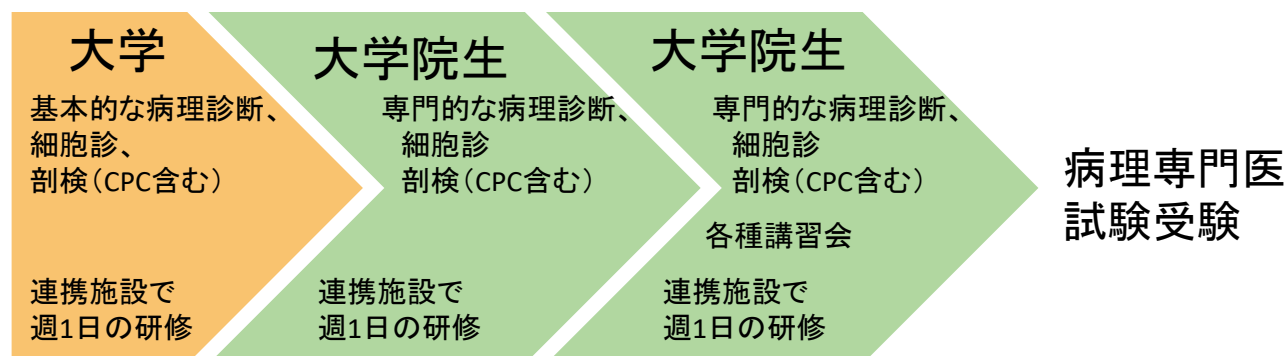 大学
基本的な病理診断、
細胞診、
剖検（CPC含む）
連携施設で
週1日の研修
大学院生
専門的な病理診断、
細胞診
剖検（CPC含む）
連携施設で
週1日の研修
大学院生
専門的な病理診断、
細胞診
剖検（CPC含む）
各種講習会
連携施設で
週1日の研修
病理専門医
試験受験